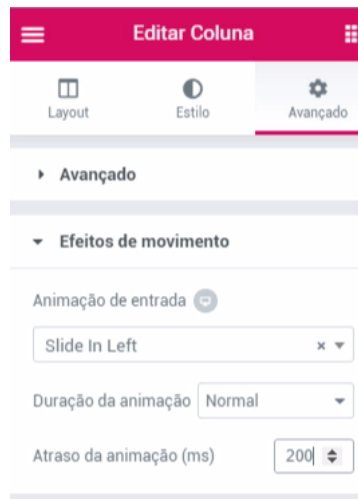 Editar Coluna
Layout Estilo Avançado
Avançado
Efeitos de movimento
Animação de entrada
Slide In Left
Duração da animação Normal
Atraso da animação (ms) 200